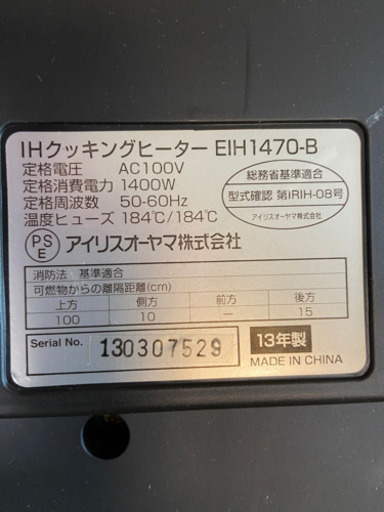 IHクッキングヒーター EIH1470-B
定格電圧 AC100V
定格消費電力 1400W
定格周波数 50-60Hz
温度ヒューズ 184℃/184℃
総務省基準適合
型式確認 第IRIH-08号
アイリスオーヤマ株式会社
PS
E
アイリスオーヤマ株式会社
消防法 基準適合
可燃物からの離隔距離(cm)
上方 側方 前方 後方
100 10 — 15
Serial No. 130307529
13年製
MADE IN CHINA